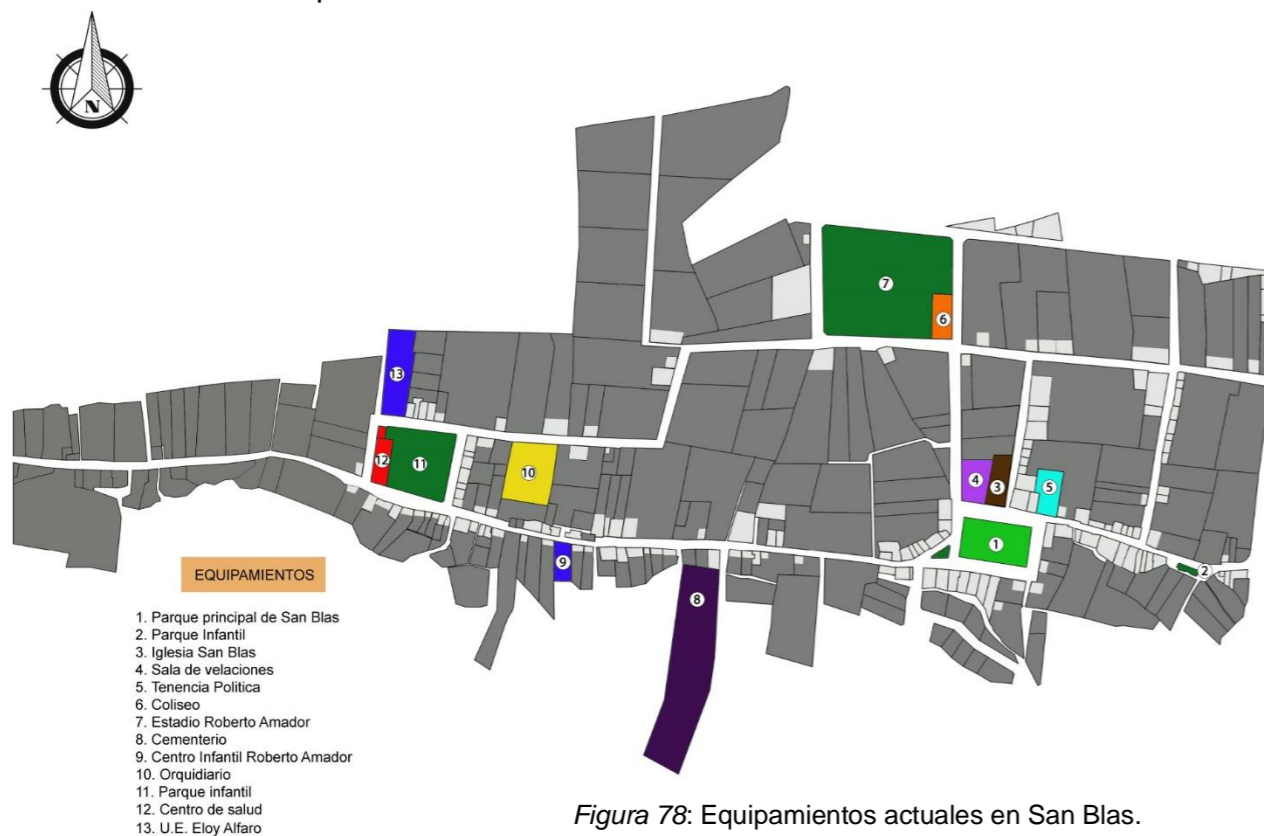 N
7
6
13
12
11
10
4
3
5
1
2
9
8
EQUIPAMIENTOS
1. Parque principal de San Blas
2. Parque Infantil
3. Iglesia San Blas
4. Sala de velaciones
5. Tenencia Politica
6. Coliseo
7. Estadio Roberto Amador
8. Cementerio
9. Centro Infantil Roberto Amador
10. Orquidiario
11. Parque infantil
12. Centro de salud
13. U.E. Eloy Alfaro
Figura 78: Equipamientos actuales en San Blas.